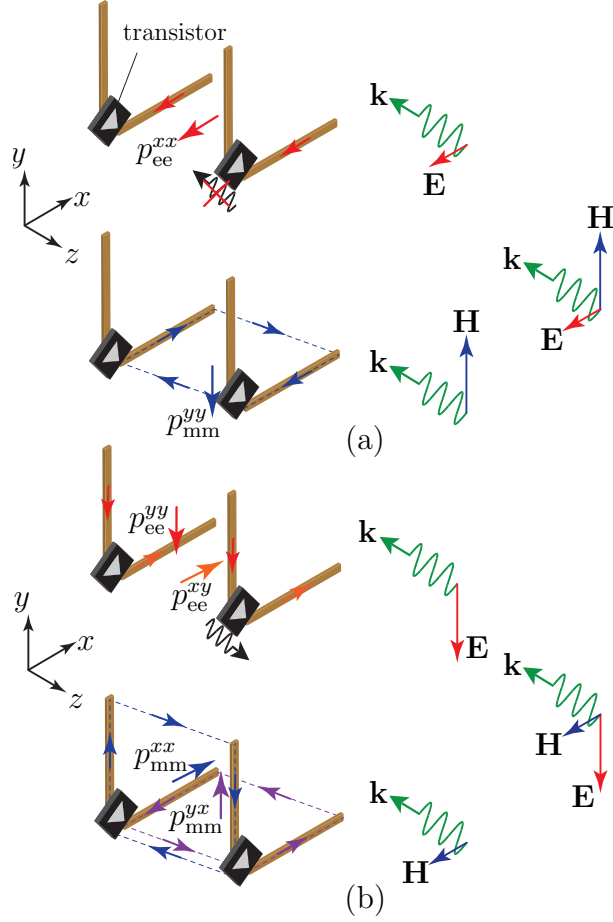 transistor
k
p_ee^xx
E
y
x
z
H
k
E
H
k
p_mm^yy
(a)
p_ee^yy
k
p_ee^xy
y
x
z
E
k
H
E
p_mm^xx
p_mm^yx
k
H
(b)